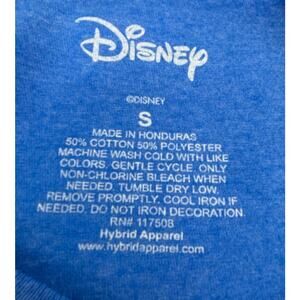 Disney
©DISNEY
S
MADE IN HONDURAS
50% COTTON 50% POLYESTER
MACHINE WASH COLD WITH LIKE
COLORS. GENTLE CYCLE. ONLY
NON-CHLORINE BLEACH WHEN
NEEDED. TUMBLE DRY LOW.
REMOVE PROMPTLY. COOL IRON IF
NEEDED. DO NOT IRON DECORATION.
RN# 117508
Hybrid Apparel
www.hybridapparel.com